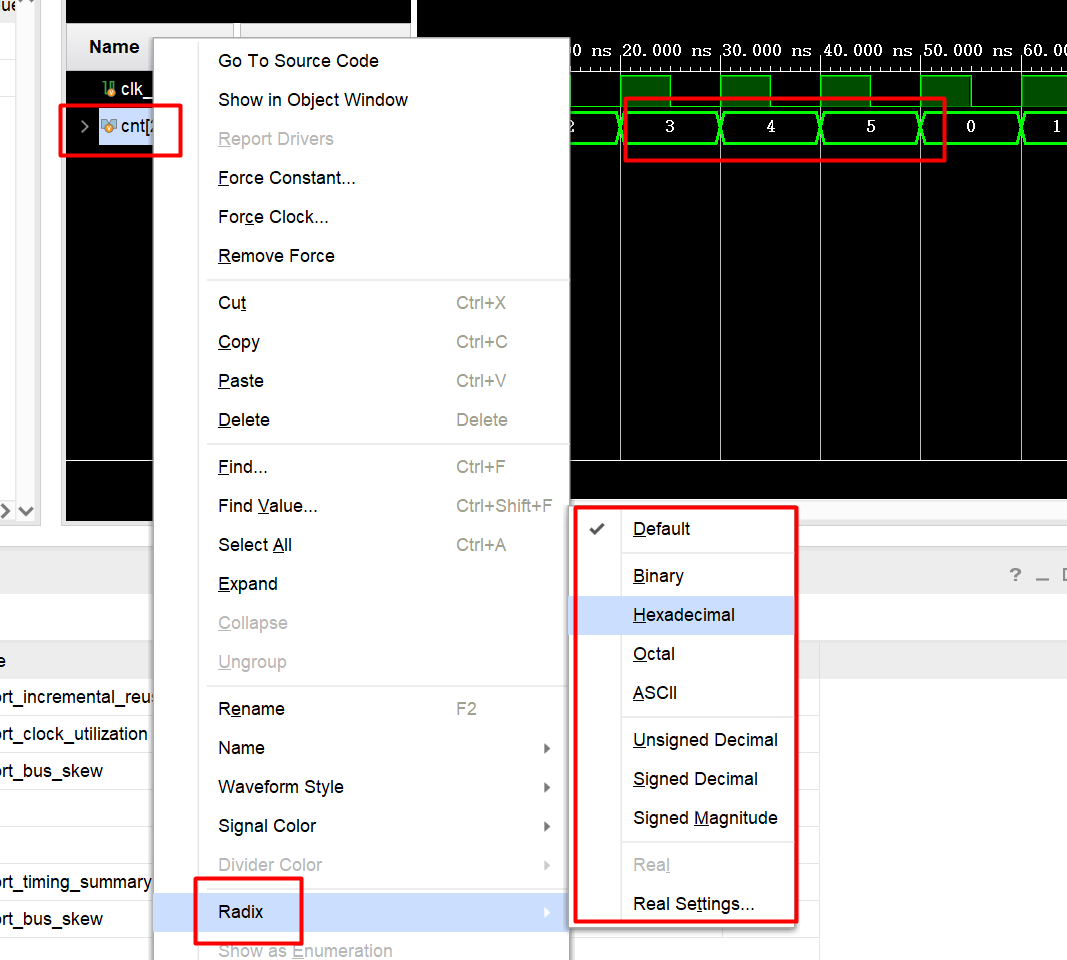 ue
Name
0 ns 20.000 ns 30.000 ns 40.000 ns 50.000 ns 60.00
clk_
cnt[2
2 3 4 5 0 1
Go To Source Code
Show in Object Window
Report Drivers
Force Constant...
Force Clock...
Remove Force
Cut Ctrl+X
Copy Ctrl+C
Paste Ctrl+V
Delete Delete
Find... Ctrl+F
Find Value... Ctrl+Shift+F
Select All Ctrl+A
Expand
Collapse
Ungroup
Rename F2
Name
Waveform Style
Signal Color
Divider Color
Radix
Show as Enumeration
Default
Binary
Hexadecimal
Octal
ASCII
Unsigned Decimal
Signed Decimal
Signed Magnitude
Real
Real Settings...
?
e
ort_incremental_reus
ort_clock_utilization
ort_bus_skew
ort_timing_summary
ort_bus_skew